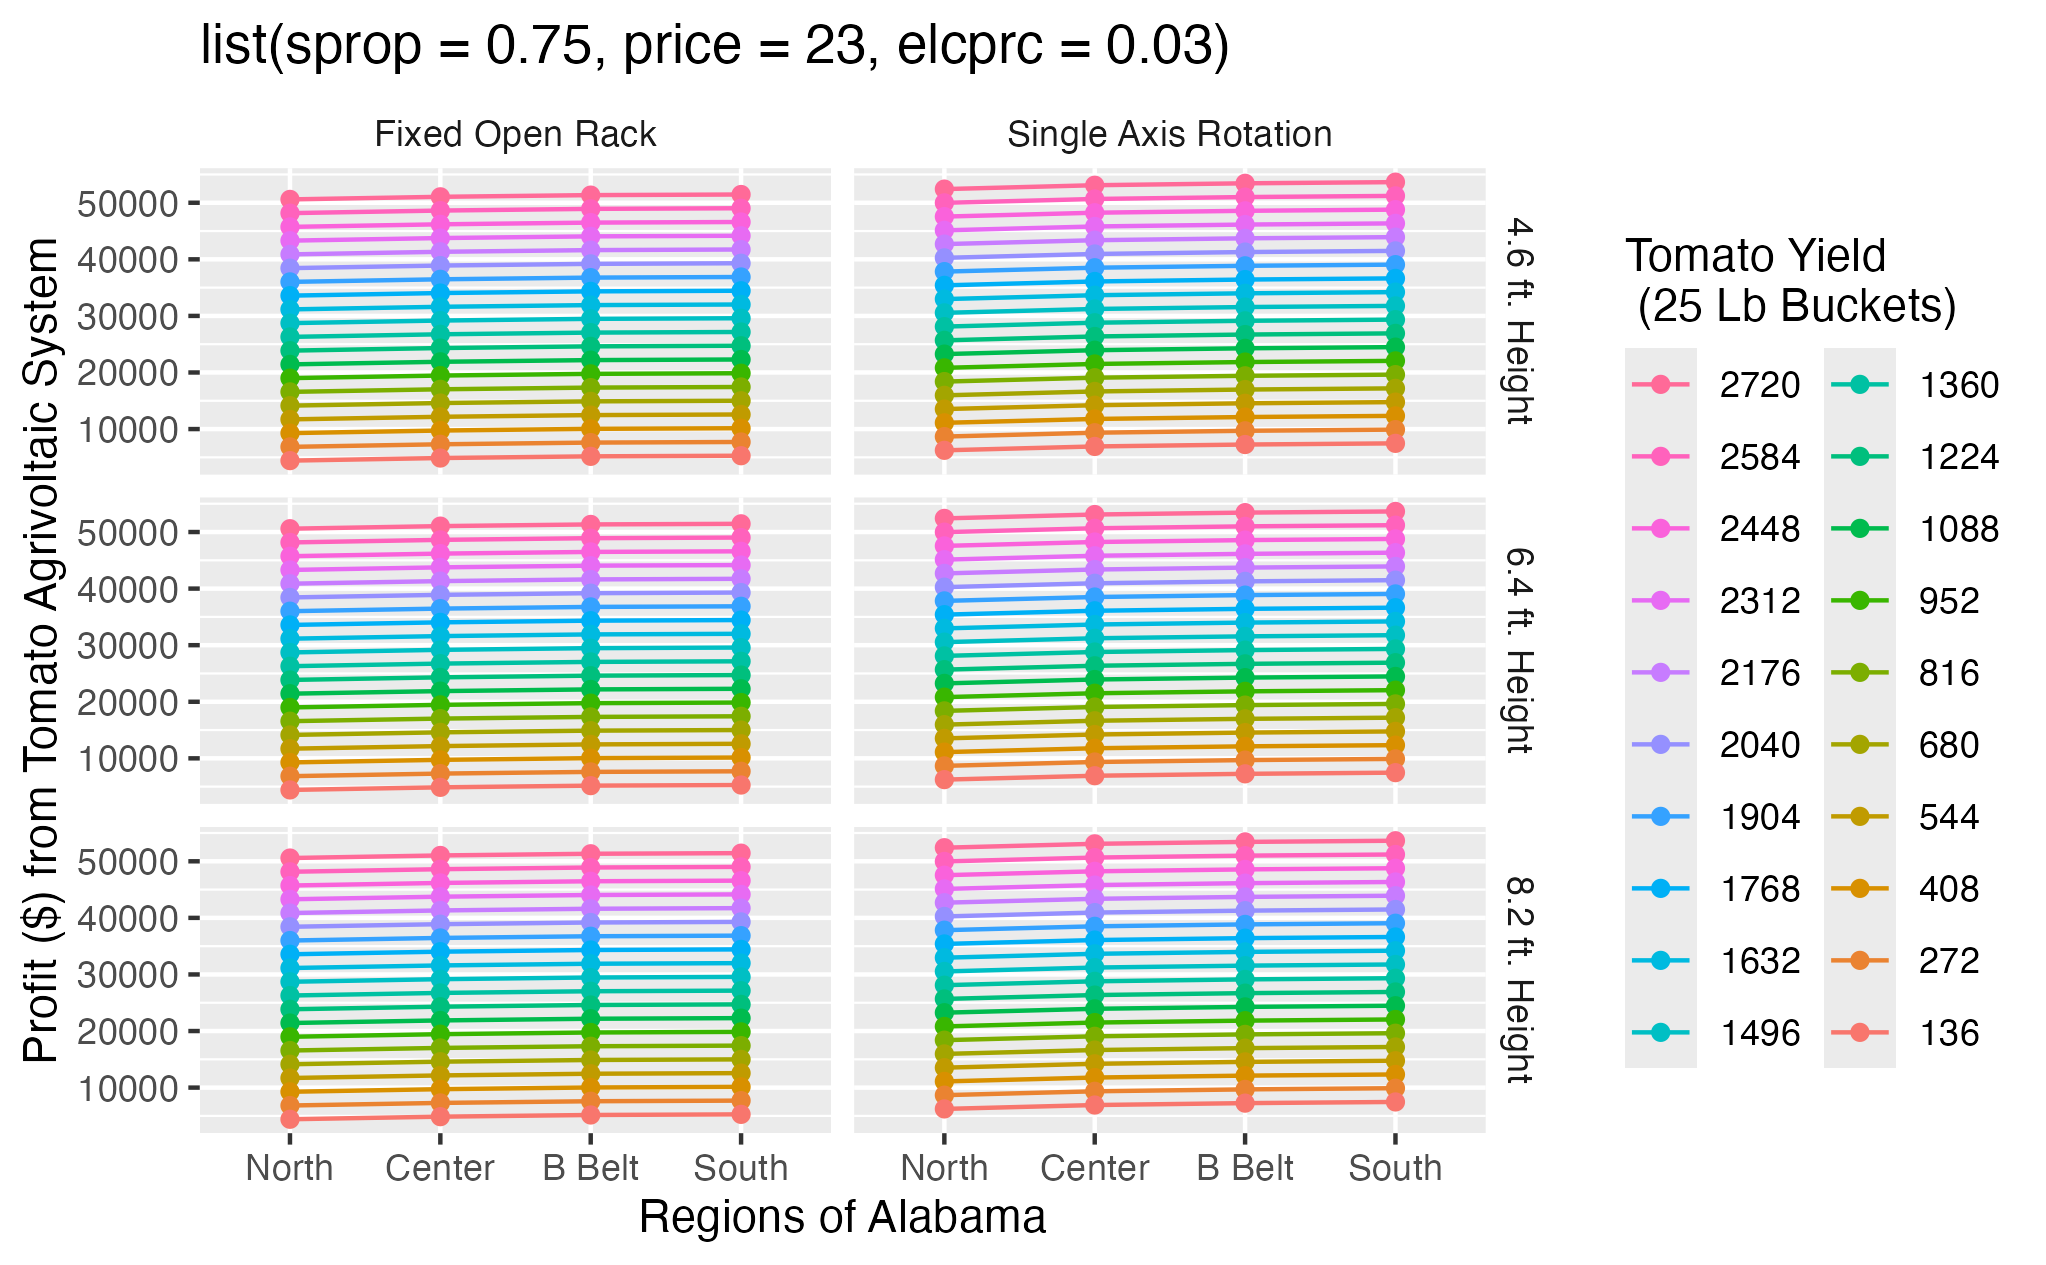 list(sprop = 0.75, price = 23, elcprc = 0.03)
Fixed Open Rack
Single Axis Rotation
Profit ($) from Tomato Agrivoltaic System
50000
40000
30000
20000
10000
4.6 ft. Height
50000
40000
30000
20000
10000
6.4 ft. Height
50000
40000
30000
20000
10000
8.2 ft. Height
North Center B Belt South
North Center B Belt South
Regions of Alabama
Tomato Yield
(25 Lb Buckets)
2720
2584
2448
2312
2176
2040
1904
1768
1632
1496
1360
1224
1088
952
816
680
544
408
272
136